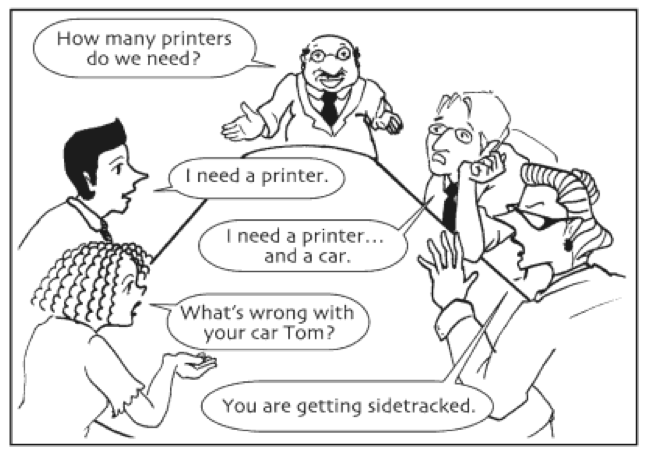 How many printers
do we need?
I need a printer.
I need a printer...
and a car.
What's wrong with
your car Tom?
You are getting sidetracked.